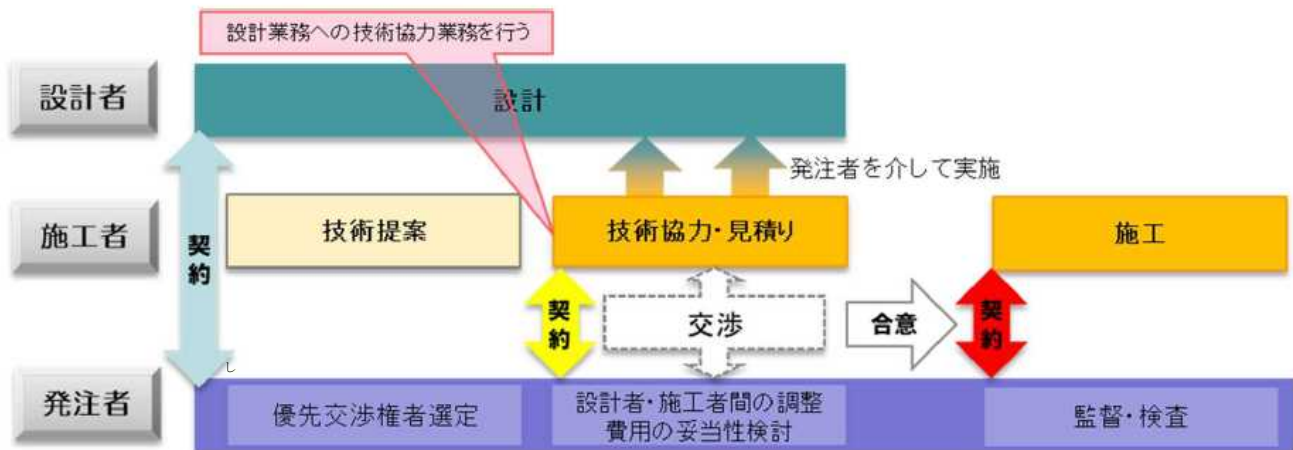 設計業務への技術協力業務を行う
設計者
設計
発注者を介して実施
施工者
契約
技術提案
技術協力・見積り
施工
契約
交渉
合意
契約
し
発注者
優先交渉権者選定
設計者・施工者間の調整
費用の妥当性検討
監督・検査